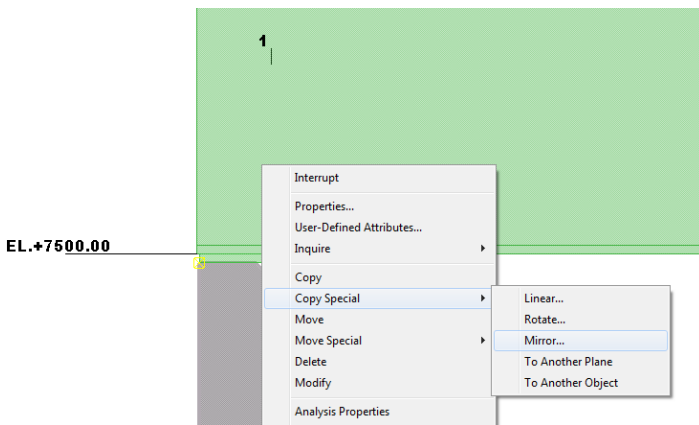 1
Interrupt
Properties...
User-Defined Attributes...
Inquire
EL.+7500.00
Copy
Copy Special
Linear...
Move
Rotate...
Move Special
Mirror...
Delete
To Another Plane
Modify
To Another Object
Analysis Properties